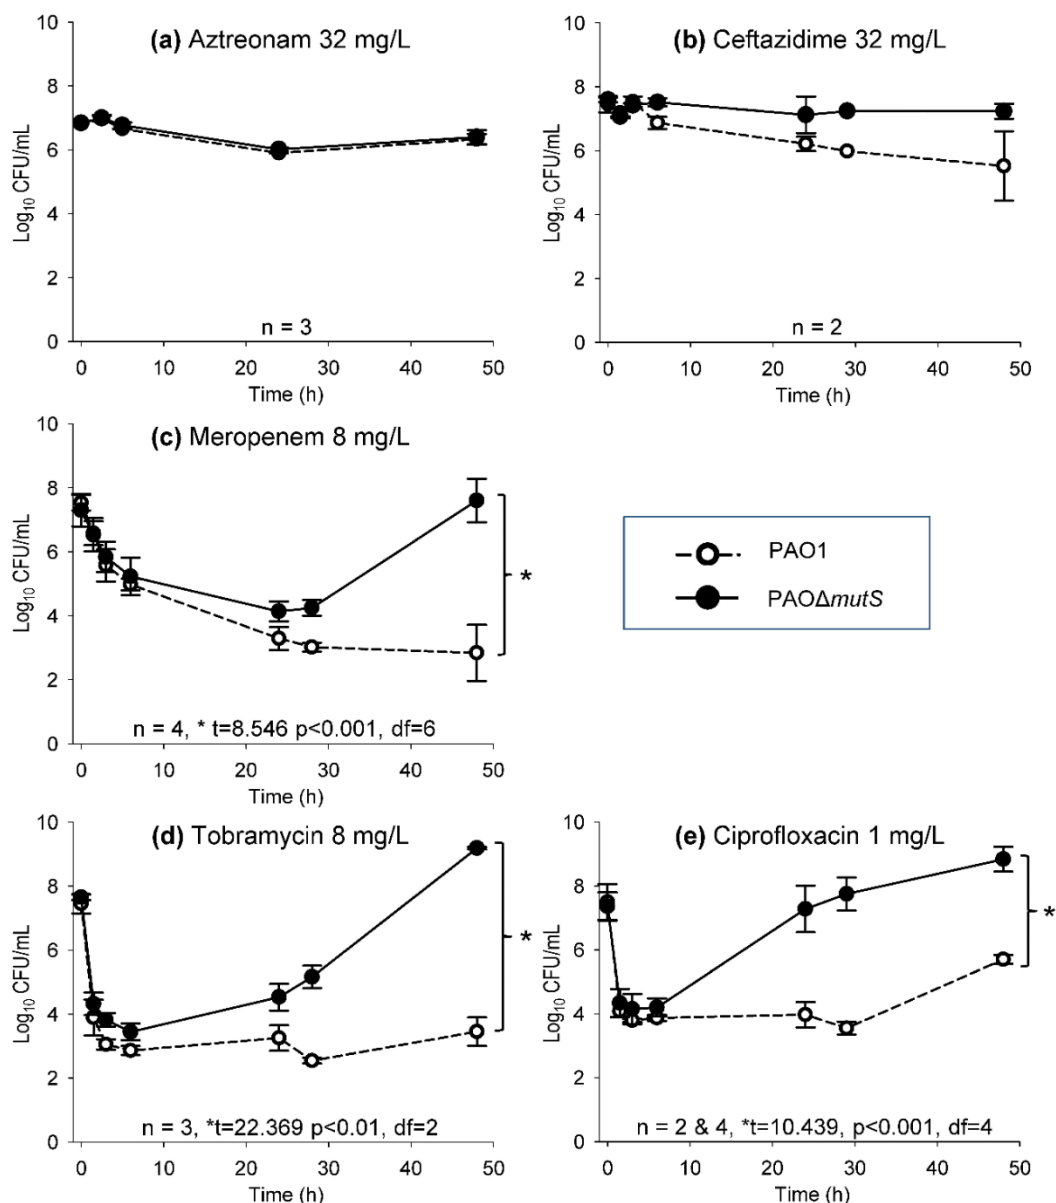 (a) Aztreonam 32 mg/L
10
8
6
4
2
0
Log10 CFU/mL
n = 3
0 10 20 30 40 50
Time (h)
(b) Ceftazidime 32 mg/L
10
8
6
4
2
0
Log10 CFU/mL
n = 2
0 10 20 30 40 50
Time (h)
(c) Meropenem 8 mg/L
10
8
6
4
2
0
Log10 CFU/mL
*
n = 4, * t=8.546 p<0.001, df=6
0 10 20 30 40 50
Time (h)
PAO1
PAOΔmutS
(d) Tobramycin 8 mg/L
10
8
6
4
2
0
Log10 CFU/mL
*
n = 3, *t=22.369 p<0.01, df=2
0 10 20 30 40 50
Time (h)
(e) Ciprofloxacin 1 mg/L
10
8
6
4
2
0
Log10 CFU/mL
*
n = 2 & 4, *t=10.439, p<0.001, df=4
0 10 20 30 40 50
Time (h)